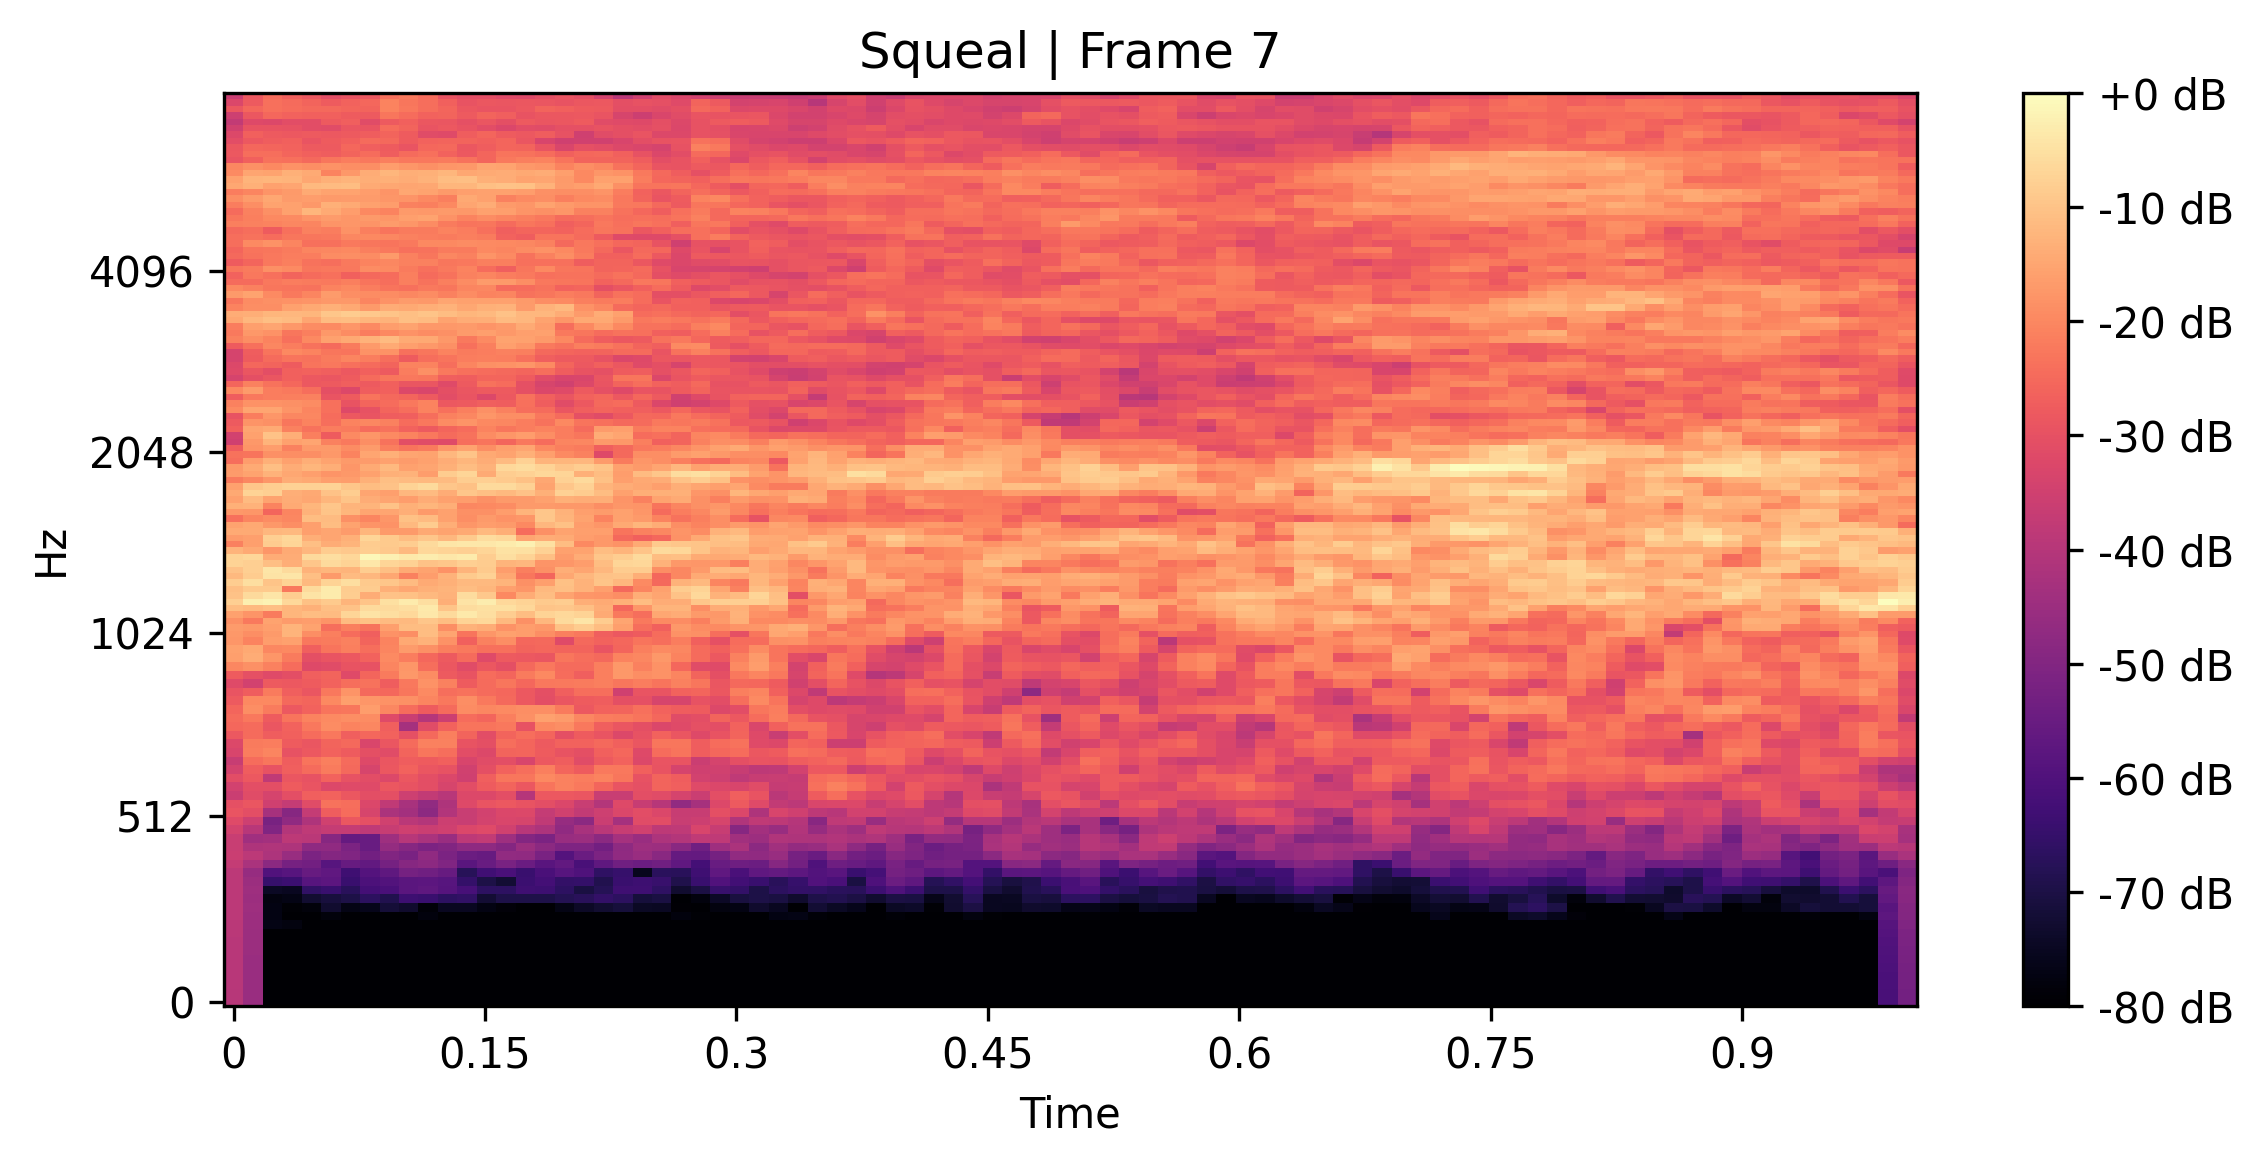 Squeal | Frame 7
+0 dB
-10 dB
-20 dB
-30 dB
-40 dB
-50 dB
-60 dB
-70 dB
-80 dB
4096
2048
1024
512
0
Hz
0 0.15 0.3 0.45 0.6 0.75 0.9
Time